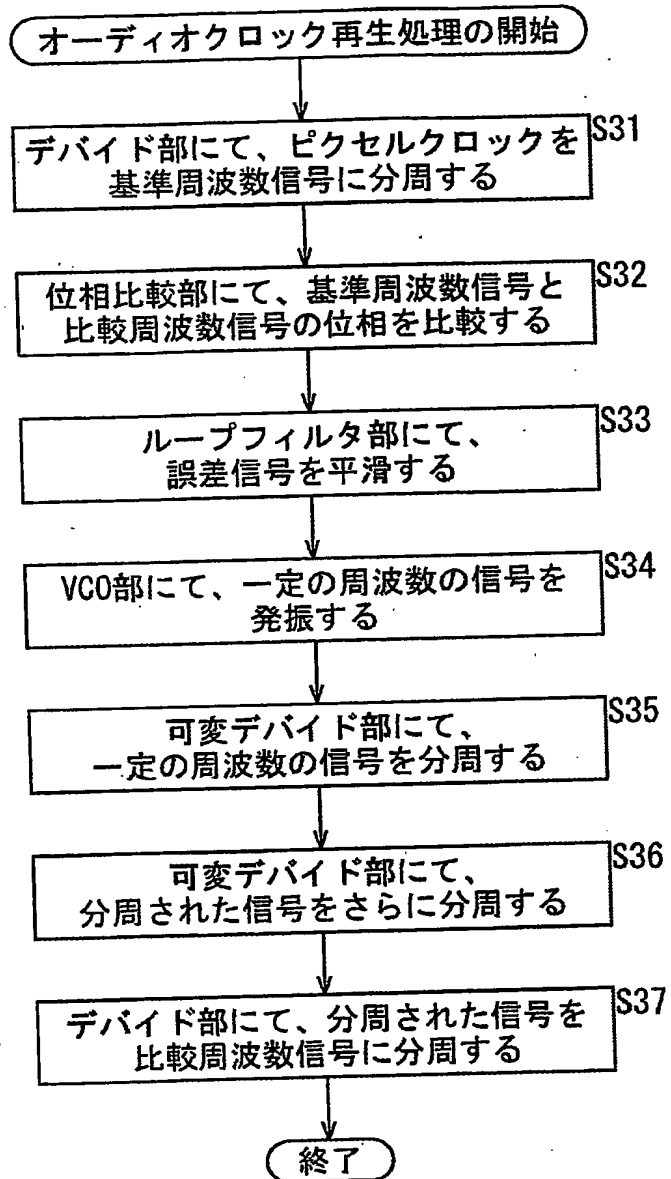 オーディオクロック再生処理の開始
S31
デバイド部にて、ピクセルクロックを
基準周波数信号に分周する
S32
位相比較部にて、基準周波数信号と
比較周波数信号の位相を比較する
S33
ループフィルタ部にて、
誤差信号を平滑する
S34
VCO部にて、一定の周波数の信号を
発振する
S35
可変デバイド部にて、
一定の周波数の信号を分周する
S36
可変デバイド部にて、
分周された信号をさらに分周する
S37
デバイド部にて、分周された信号を
比較周波数信号に分周する
終了